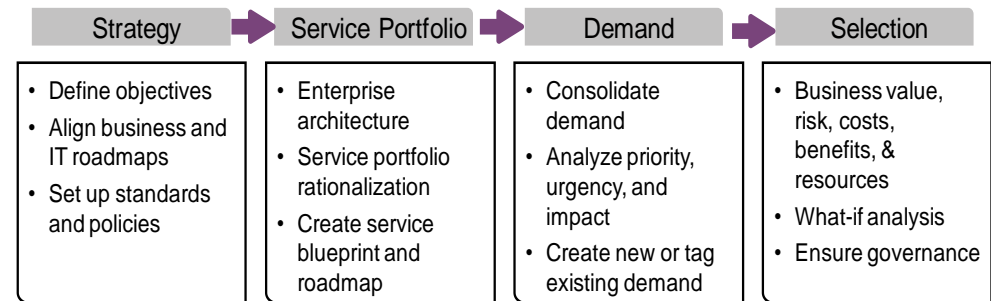 Strategy
Service Portfolio
Demand
Selection
• Define objectives
• Align business and
IT roadmaps
• Set up standards
and policies
• Enterprise
architecture
• Service portfolio
rationalization
• Create service
blueprint and
roadmap
• Consolidate
demand
• Analyze priority,
urgency, and
impact
• Create new or tag
existing demand
• Business value,
risk, costs,
benefits, &
resources
• What-if analysis
• Ensure governance